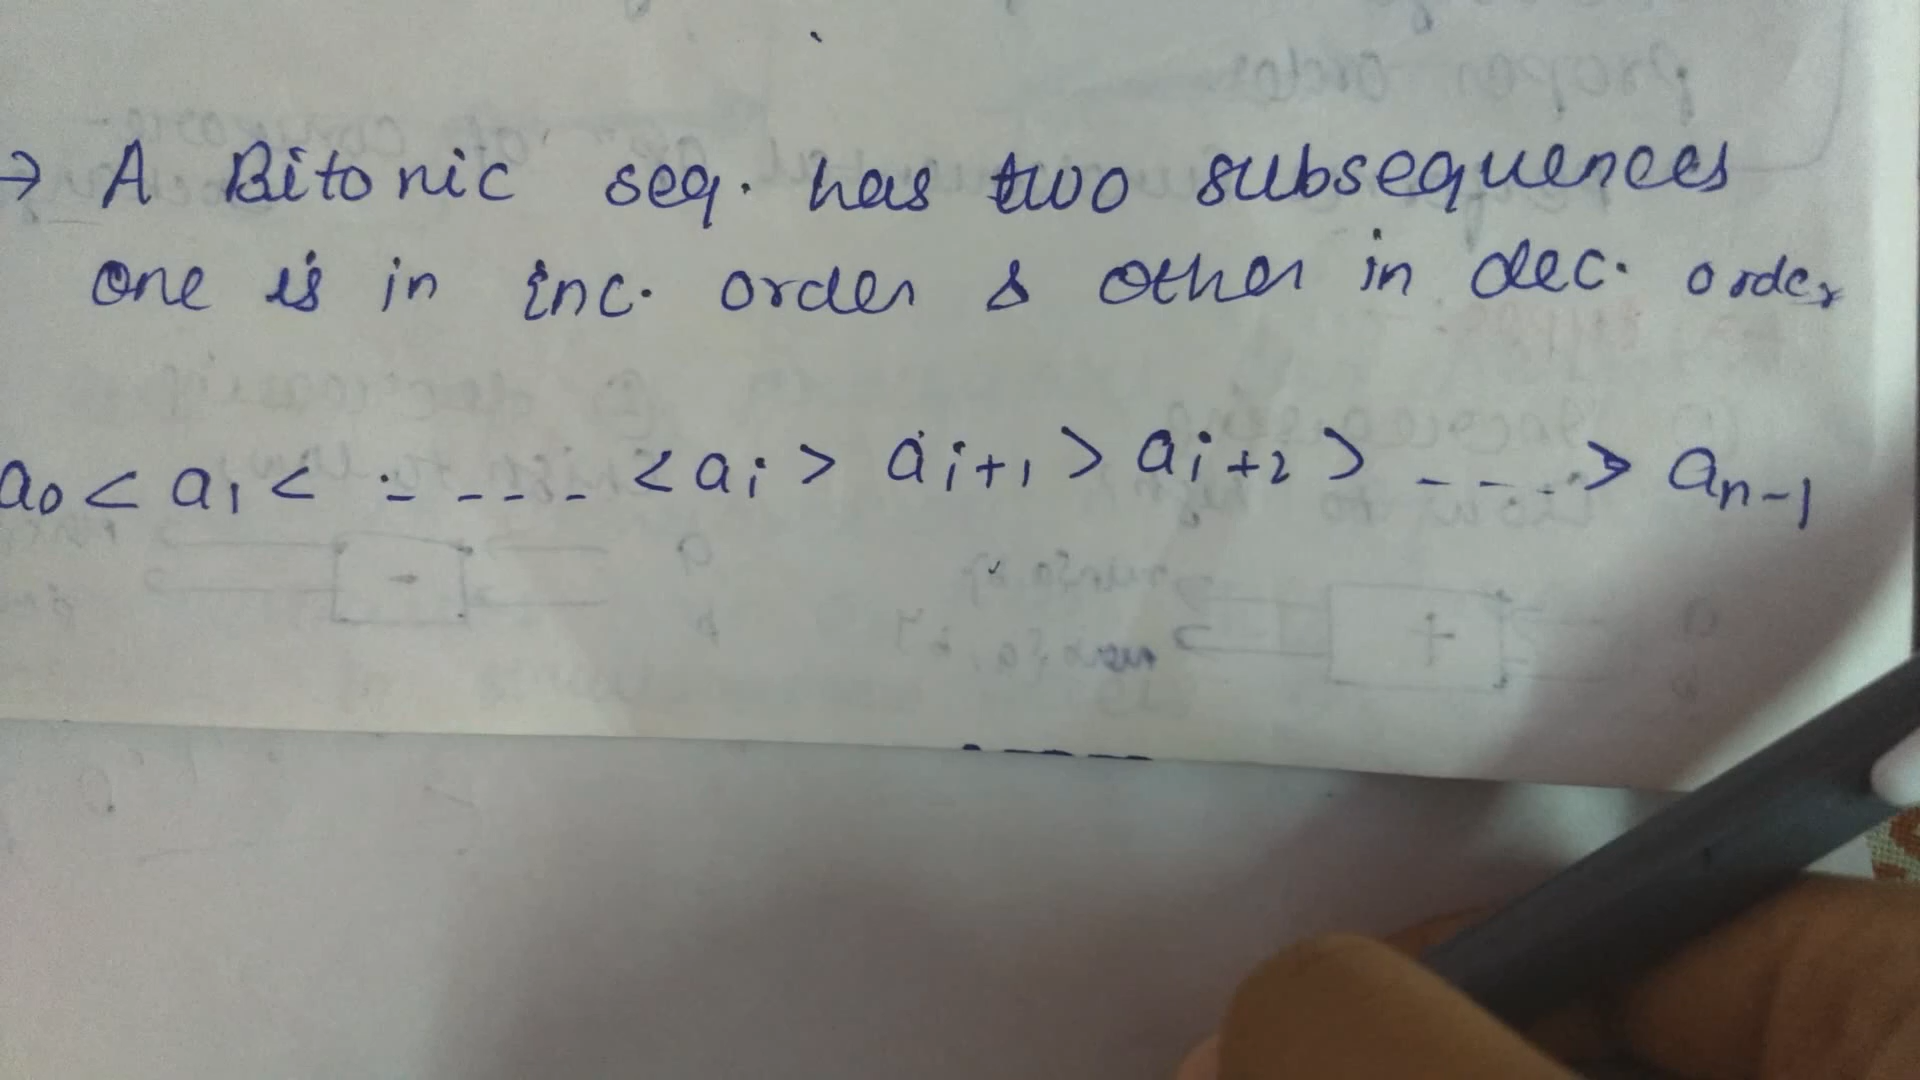 → A Bitonic seq. has two subsequences
one is in inc. order & other in dec. order
a₀ < a₁ < - - - - - < aᵢ > aᵢ₊₁ > aᵢ₊₂ > - - - - > aₙ₋₁